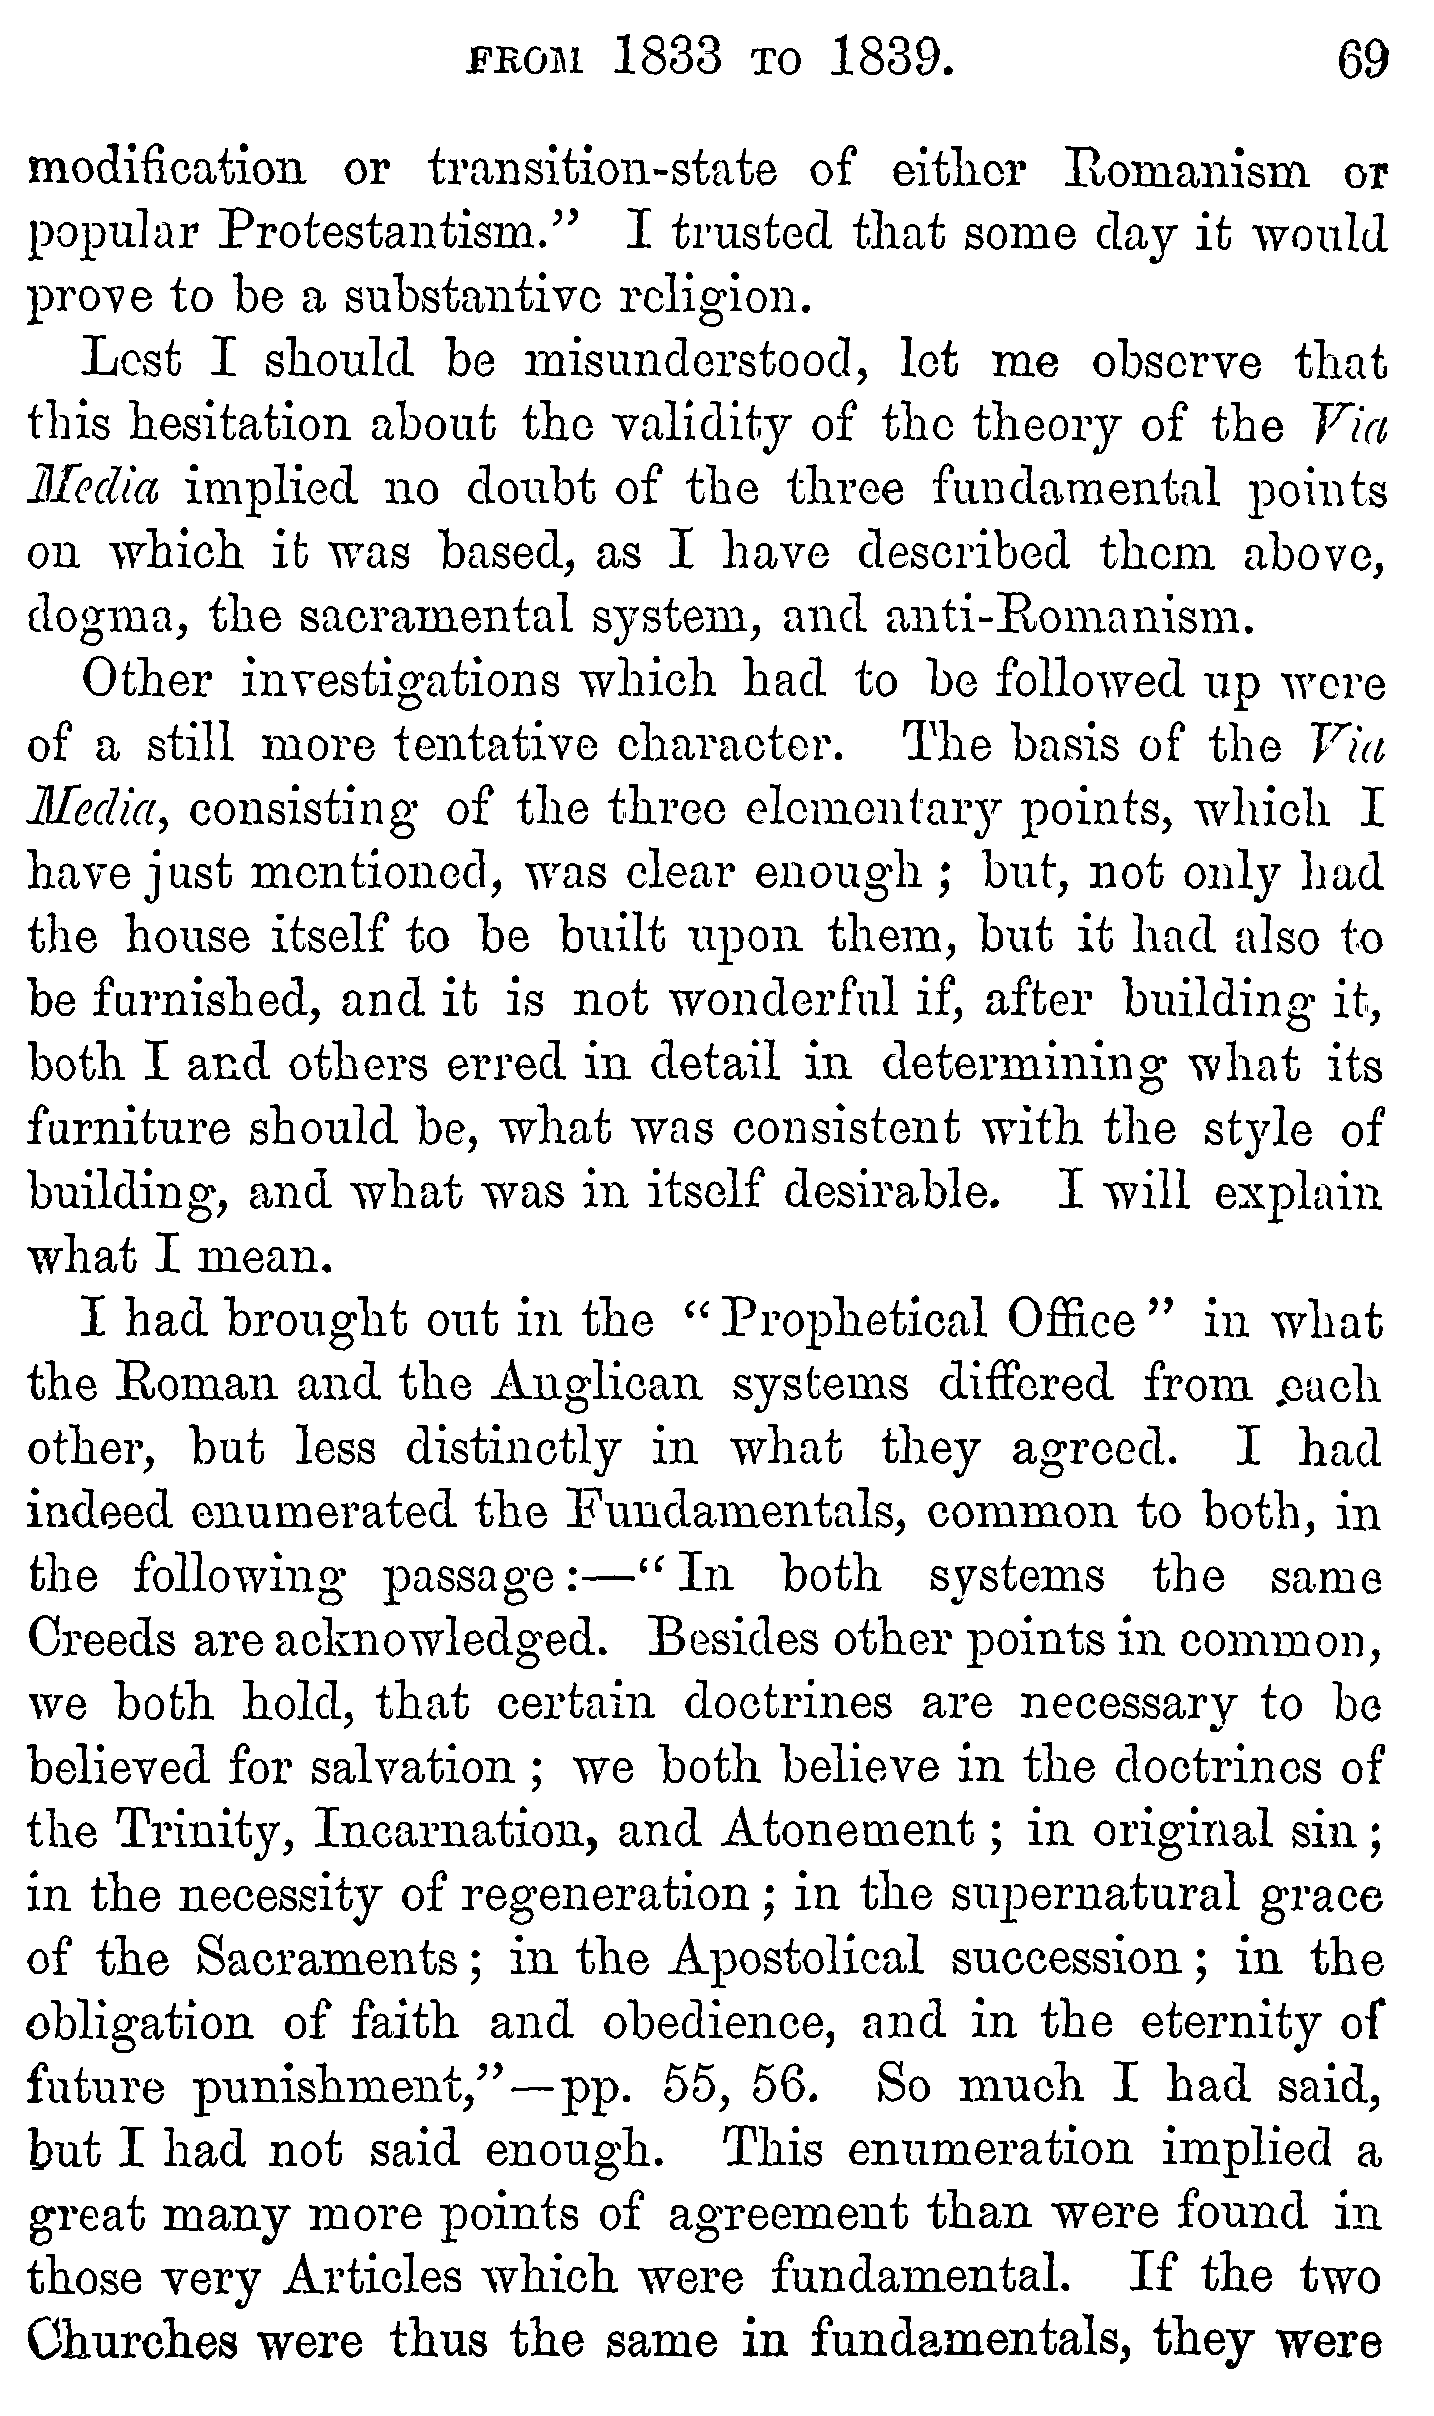 FROM 1833 TO 1839. 69
modification or transition-state of either Romanism or
popular Protestantism.” I trusted that some day it would
prove to be a substantive religion.
Lest I should be misunderstood, let me observe that
this hesitation about the validity of the theory of the Via
Media implied no doubt of the three fundamental points
on which it was based, as I have described them above,
dogma, the sacramental system, and anti-Romanism.
Other investigations which had to be followed up were
of a still more tentative character. The basis of the Via
Media, consisting of the three elementary points, which I
have just mentioned, was clear enough ; but, not only had
the house itself to be built upon them, but it had also to
be furnished, and it is not wonderful if, after building it,
both I and others erred in detail in determining what its
furniture should be, what was consistent with the style of
building, and what was in itself desirable. I will explain
what I mean.
I had brought out in the “Prophetical Office” in what
the Roman and the Anglican systems differed from each
other, but less distinctly in what they agreed. I had
indeed enumerated the Fundamentals, common to both, in
the following passage:—“In both systems the same
Creeds are acknowledged. Besides other points in common,
we both hold, that certain doctrines are necessary to be
believed for salvation ; we both believe in the doctrines of
the Trinity, Incarnation, and Atonement ; in original sin ;
in the necessity of regeneration ; in the supernatural grace
of the Sacraments ; in the Apostolical succession ; in the
obligation of faith and obedience, and in the eternity of
future punishment,”—pp. 55, 56. So much I had said,
but I had not said enough. This enumeration implied a
great many more points of agreement than were found in
those very Articles which were fundamental. If the two
Churches were thus the same in fundamentals, they were